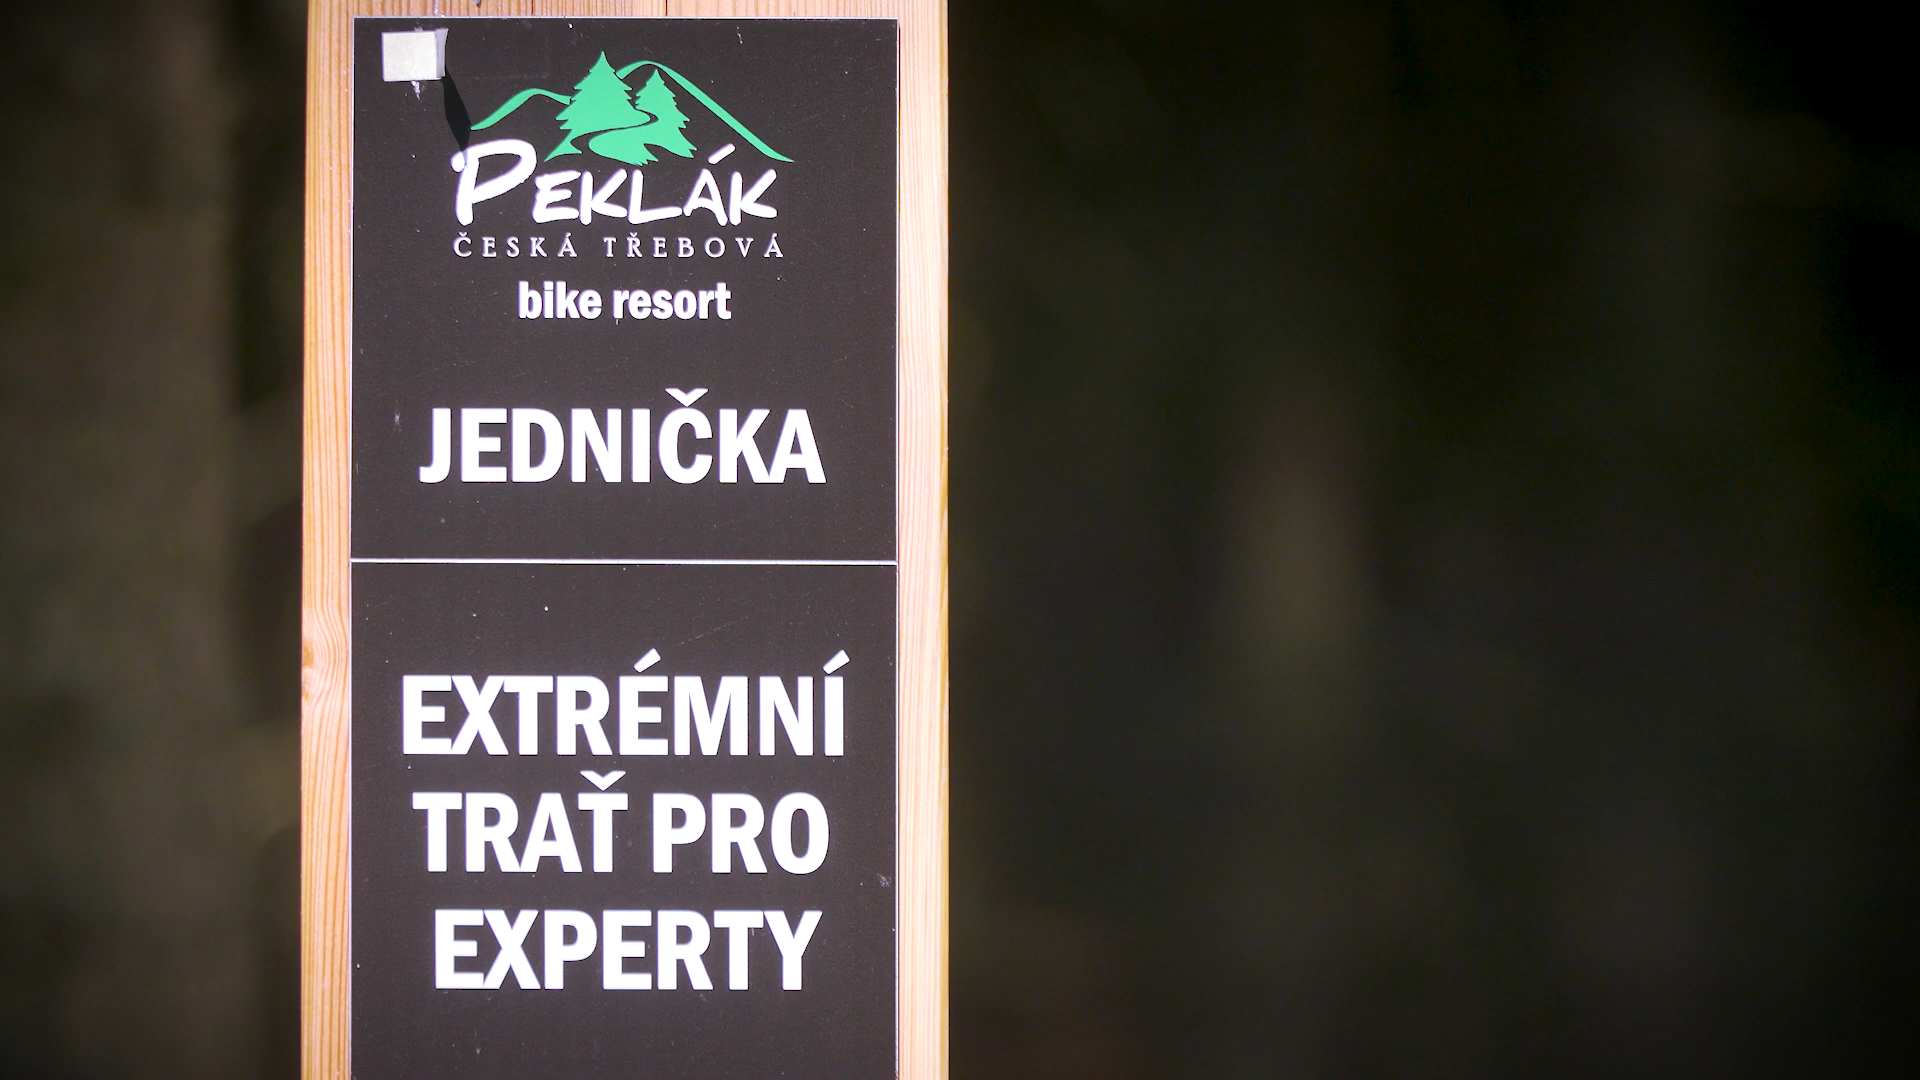 PEKLÁK
ČESKÁ TŘEBOVÁ
bike resort
JEDNIČKA
EXTRÉMNÍ
TRAŤ PRO
EXPERTY